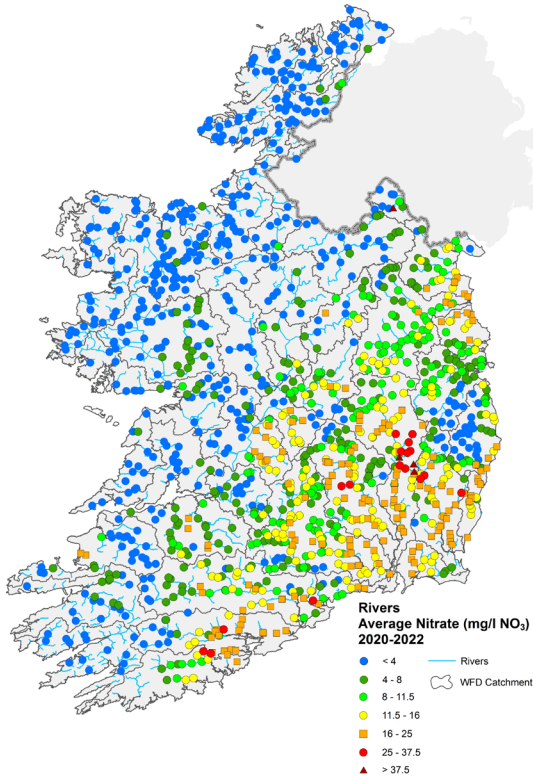 Rivers
Average Nitrate (mg/l NO₃)
2020-2022
< 4
Rivers
4 - 8
WFD Catchment
8 - 11.5
11.5 - 16
16 - 25
25 - 37.5
> 37.5